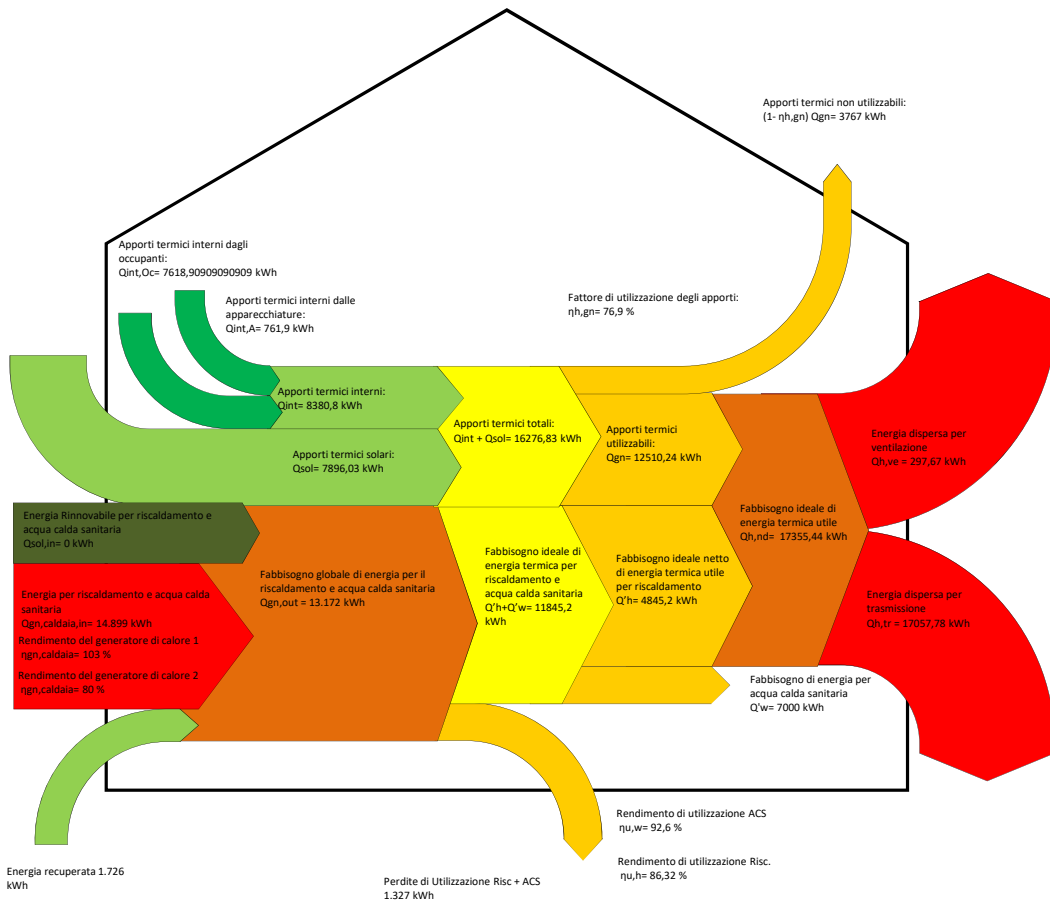 Apporti termici non utilizzabili:
(1- ηh,gn) Qgn= 3767 kWh
Apporti termici interni dagli
occupanti:
Qint,Oc= 7618,90909090909 kWh
Apporti termici interni dalle
apparecchiature:
Qint,A= 761,9 kWh
Fattore di utilizzazione degli apporti:
ηh,gn= 76,9 %
Apporti termici interni:
Qint= 8380,8 kWh
Apporti termici totali:
Qint + Qsol= 16276,83 kWh
Apporti termici
utilizzabili:
Qgn= 12510,24 kWh
Energia dispersa per
ventilazione
Qh,ve = 297,67 kWh
Apporti termici solari:
Qsol= 7896,03 kWh
Energia Rinnovabile per riscaldamento e
acqua calda sanitaria
Qsol,in= 0 kWh
Fabbisogno ideale di
energia termica utile
Qh,nd=  17355,44 kWh
Fabbisogno globale di energia per il
riscaldamento e acqua calda sanitaria
Qgn,out = 13.172 kWh
Fabbisogno ideale di
energia termica per
riscaldamento e
acqua calda sanitaria
Q’h+Q’w= 11845,2
kWh
Fabbisogno ideale netto
di energia termica utile
per riscaldamento
Q’h= 4845,2 kWh
Energia per riscaldamento e acqua calda
sanitaria
Qgn,caldaia,in= 14.899 kWh
Rendimento del generatore di calore 1
ηgn,caldaia= 103 %
Rendimento del generatore di calore 2
ηgn,caldaia= 80 %
Energia dispersa per
trasmissione
Qh,tr = 17057,78 kWh
Fabbisogno di energia per
acqua calda sanitaria
Q'w= 7000 kWh
Rendimento di utilizzazione ACS
ηu,w= 92,6 %
Rendimento di utilizzazione Risc.
ηu,h= 86,32 %
Energia recuperata 1.726
kWh
Perdite di Utilizzazione Risc + ACS
1.327 kWh